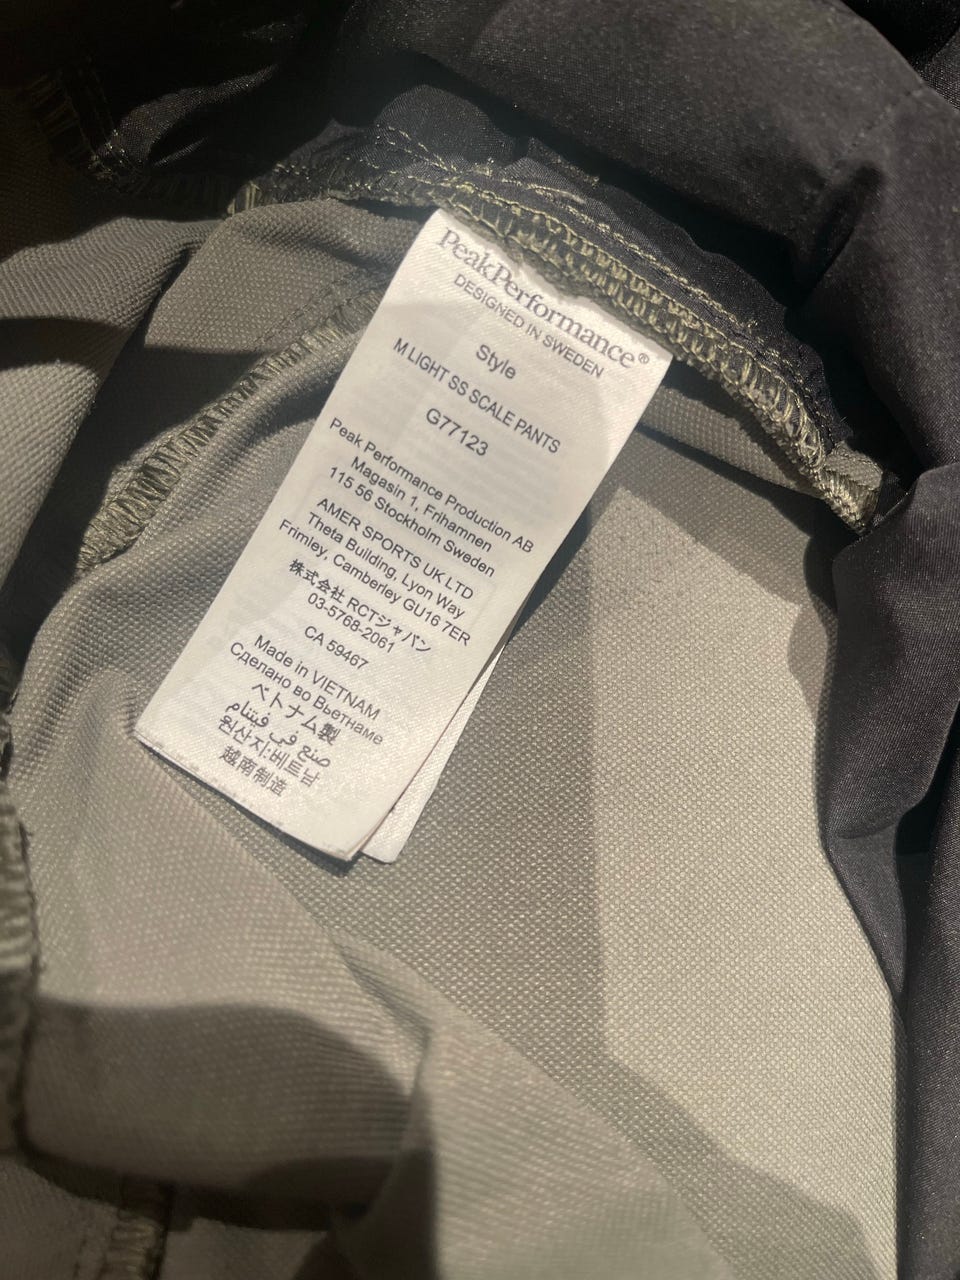 PeakPerformance®
DESIGNED IN SWEDEN
Style
M LIGHT SS SCALE PANTS
G77123
Peak Performance Production AB
Magasin 1, Frihamnen
115 56 Stockholm Sweden
AMER SPORTS UK LTD
Theta Building, Lyon Way
Frimley, Camberley GU16 7ER
株式会社 RCTジャパン
03-5768-2061
CA 59467
Made in VIETNAM
Сделано во Вьетнаме
ベトナム製
صنع في فيتنام
원산지:베트남
越南制造